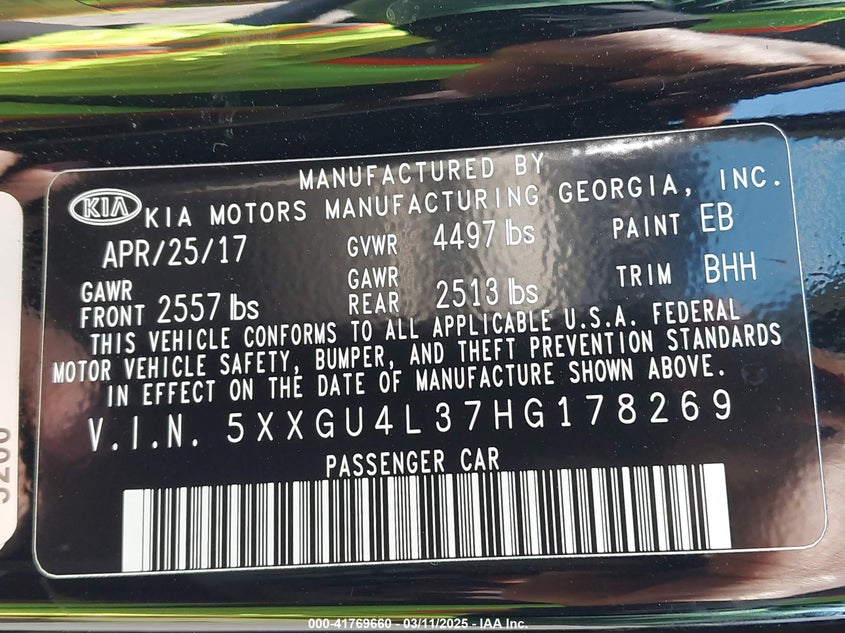 MANUFACTURED BY
KIA KIA MOTORS MANUFACTURING GEORGIA, INC.
APR/25/17 GVWR 4497 lbs PAINT EB
GAWR FRONT 2557 lbs GAWR REAR 2513 lbs TRIM BHH
THIS VEHICLE CONFORMS TO ALL APPLICABLE U.S.A. FEDERAL
MOTOR VEHICLE SAFETY, BUMPER, AND THEFT PREVENTION STANDARDS
IN EFFECT ON THE DATE OF MANUFACTURE SHOWN ABOVE.
V.I.N. 5XXGU4L37HG178269
PASSENGER CAR
000-41769660 - 03/11/2025 - IAA Inc.